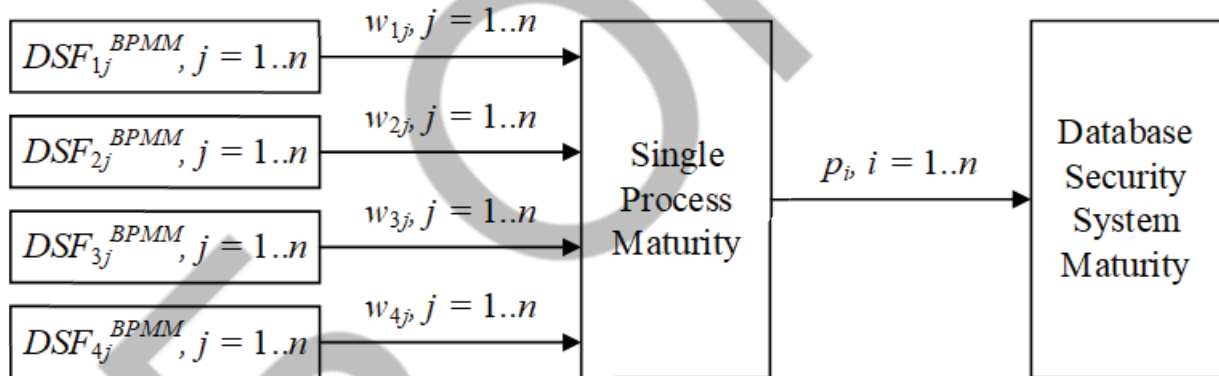 DSF₁ⱼ^BPMM, j = 1..n
w₁ⱼ, j = 1..n
DSF₂ⱼ^BPMM, j = 1..n
w₂ⱼ, j = 1..n
DSF₃ⱼ^BPMM, j = 1..n
w₃ⱼ, j = 1..n
DSF₄ⱼ^BPMM, j = 1..n
w₄ⱼ, j = 1..n
Single
Process
Maturity
pᵢ, i = 1..n
Database
Security
System
Maturity